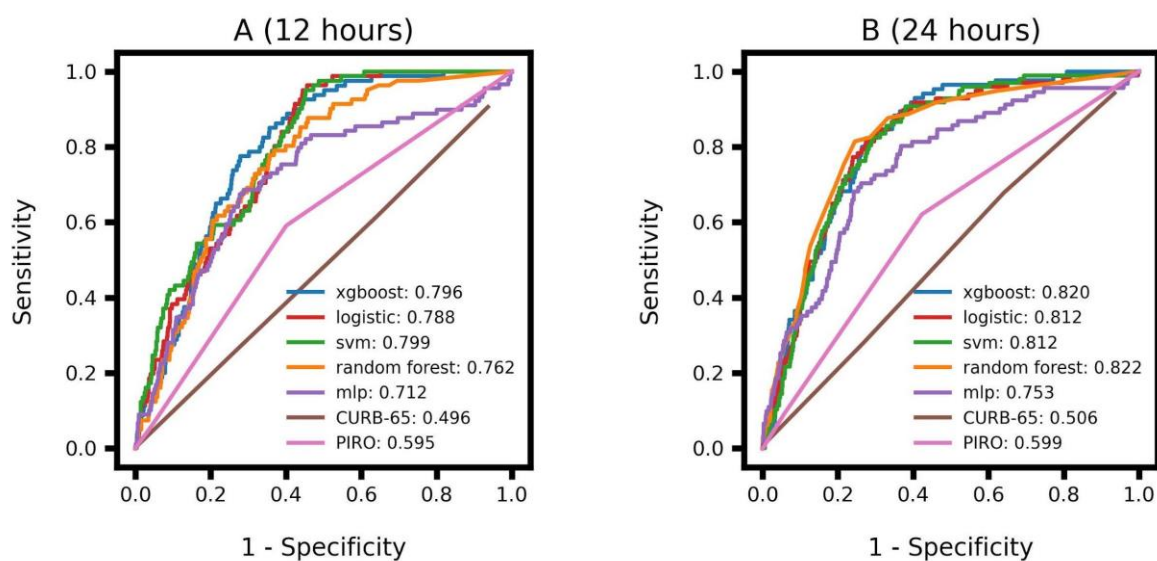 A (12 hours)
1.0
0.8
0.6
0.4
0.2
0.0
Sensitivity
xgboost: 0.796
logistic: 0.788
svm: 0.799
random forest: 0.762
mlp: 0.712
CURB-65: 0.496
PIRO: 0.595
0.0 0.2 0.4 0.6 0.8 1.0
1 - Specificity
B (24 hours)
1.0
0.8
0.6
0.4
0.2
0.0
Sensitivity
xgboost: 0.820
logistic: 0.812
svm: 0.812
random forest: 0.822
mlp: 0.753
CURB-65: 0.506
PIRO: 0.599
0.0 0.2 0.4 0.6 0.8 1.0
1 - Specificity